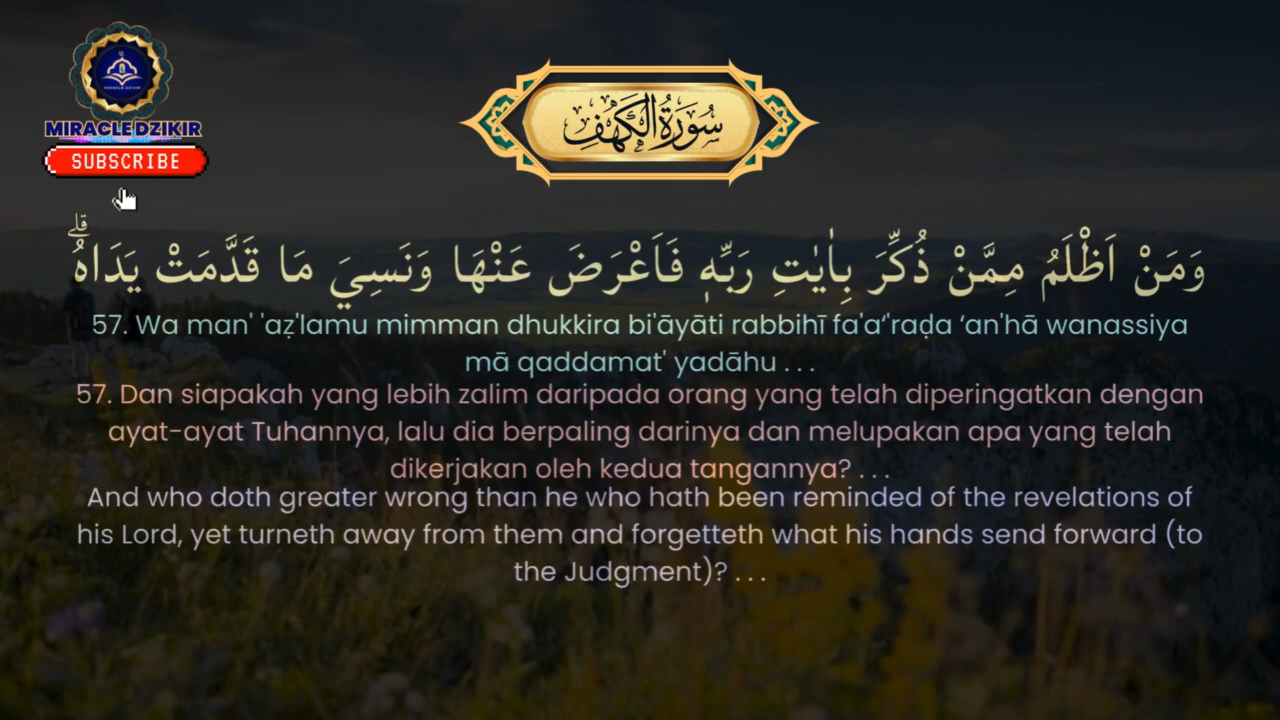 MIRACLE DZIKIR
SUBSCRIBE
سُورَةُ الْكَهْفِ
وَمَنْ اَظْلَمُ مِمَّنْ ذُكِّرَ بِاٰيٰتِ رَبِّهٖ فَاَعْرَضَ عَنْهَا وَنَسِيَ مَا قَدَّمَتْ يَدَاهُۗ
57. Wa man' 'aẓ'lamu mimman dhukkira bi'āyāti rabbihī fa'a‘'raḍa ‘an'hā wanassiya
mā qaddamat' yadāhu . . .
57. Dan siapakah yang lebih zalim daripada orang yang telah diperingatkan dengan
ayat-ayat Tuhannya, lalu dia berpaling darinya dan melupakan apa yang telah
dikerjakan oleh kedua tangannya? . . .
And who doth greater wrong than he who hath been reminded of the revelations of
his Lord, yet turneth away from them and forgetteth what his hands send forward (to
the Judgment)? . . .